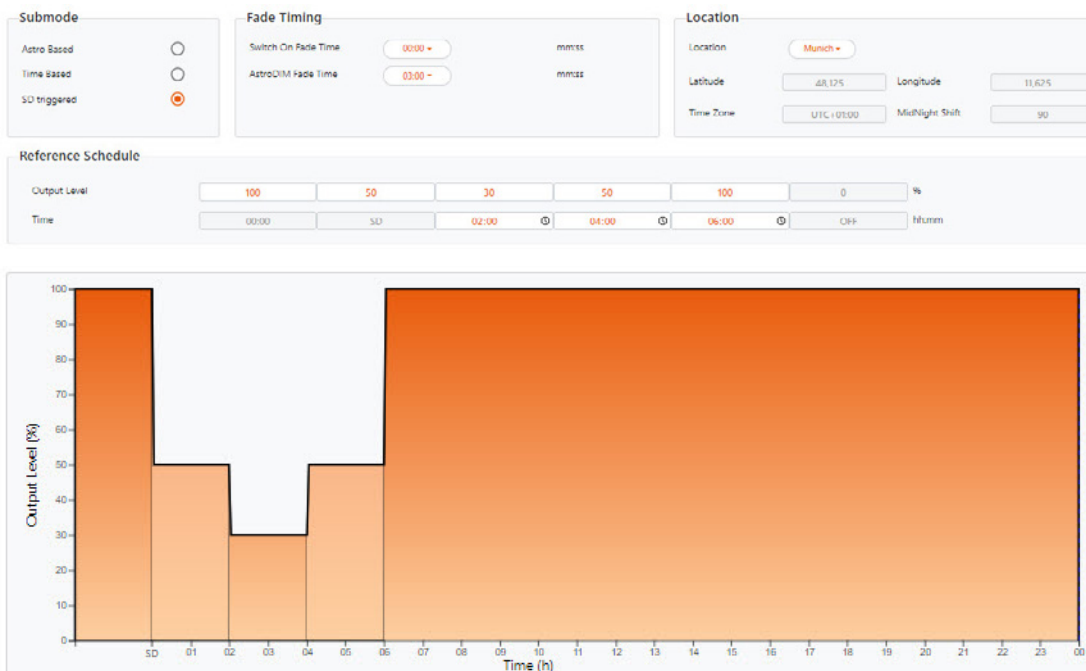 Submode
Astro Based
Time Based
SD triggered
Fade Timing
Switch On Fade Time 00:00 mm:ss
AstroDIM Fade Time 03:00 mm:ss
Location
Location Munich
Latitude 48,125 Longitude 11,625
Time Zone UTC+01:00 MidNight Shift 90
Reference Schedule
Output Level 100 50 30 50 100 0 %
Time 00:00 SD 02:00 04:00 06:00 OFF hh:mm
100
90
80
70
60
50
40
30
20
10
0
Output Level (%)
SD 01 02 03 04 05 06 07 08 09 10 11 12 13 14 15 16 17 18 19 20 21 22 23 00
Time (h)